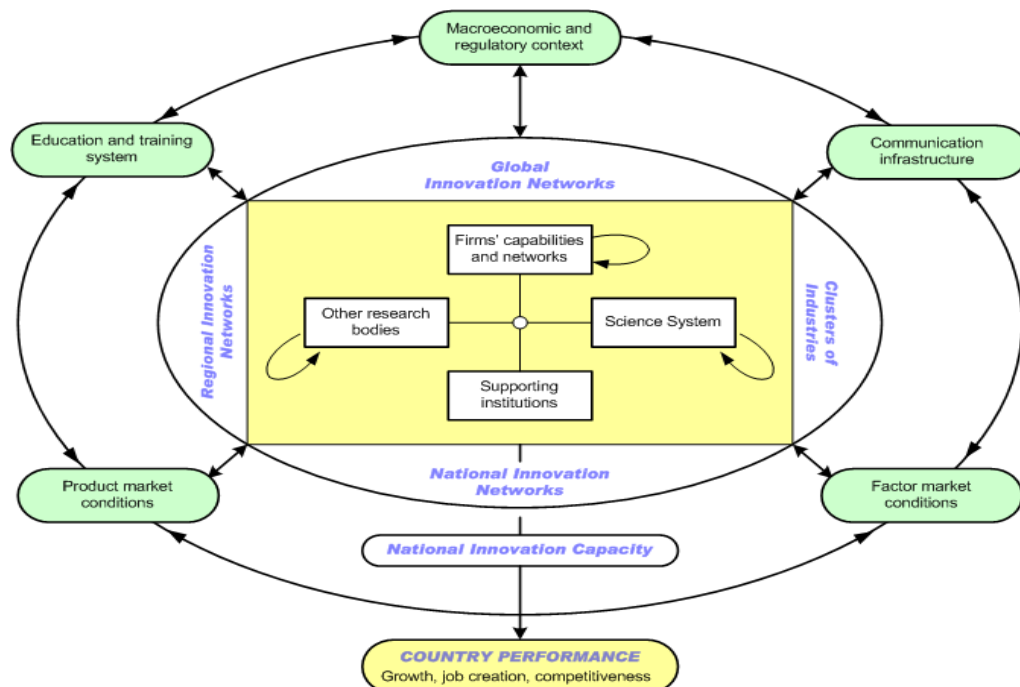 Macroeconomic and
regulatory context
Education and training
system
Communication
infrastructure
Global
Innovation Networks
Firms' capabilities
and networks
Regional Innovation
Networks
Other research
bodies
Science System
Clusters of
Industries
Supporting
institutions
Product market
conditions
National Innovation
Networks
Factor market
conditions
National Innovation Capacity
COUNTRY PERFORMANCE
Growth, job creation, competitiveness